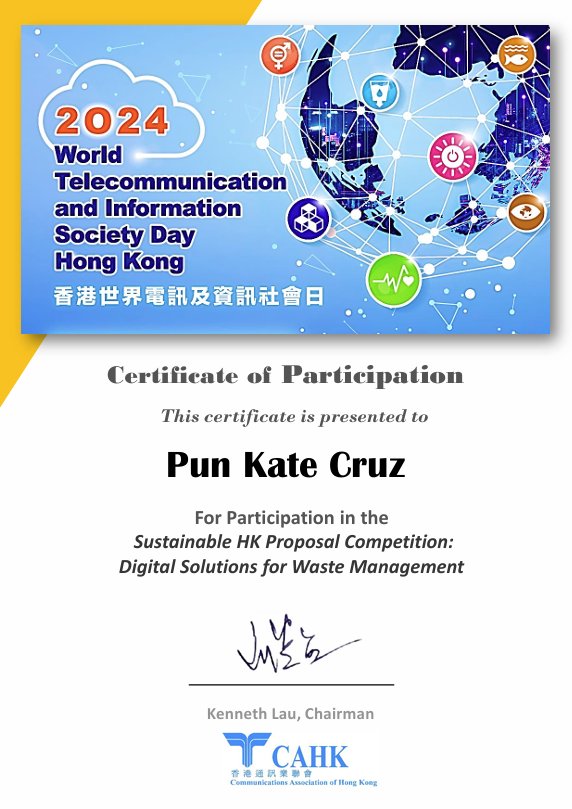 2024
World
Telecommunication
and Information
Society Day
Hong Kong
香港世界電訊及資訊社會日
Certificate of Participation
This certificate is presented to
Pun Kate Cruz
For Participation in the
Sustainable HK Proposal Competition:
Digital Solutions for Waste Management
Kenneth Lau, Chairman
CAHK
香港通訊業聯會
Communications Association of Hong Kong